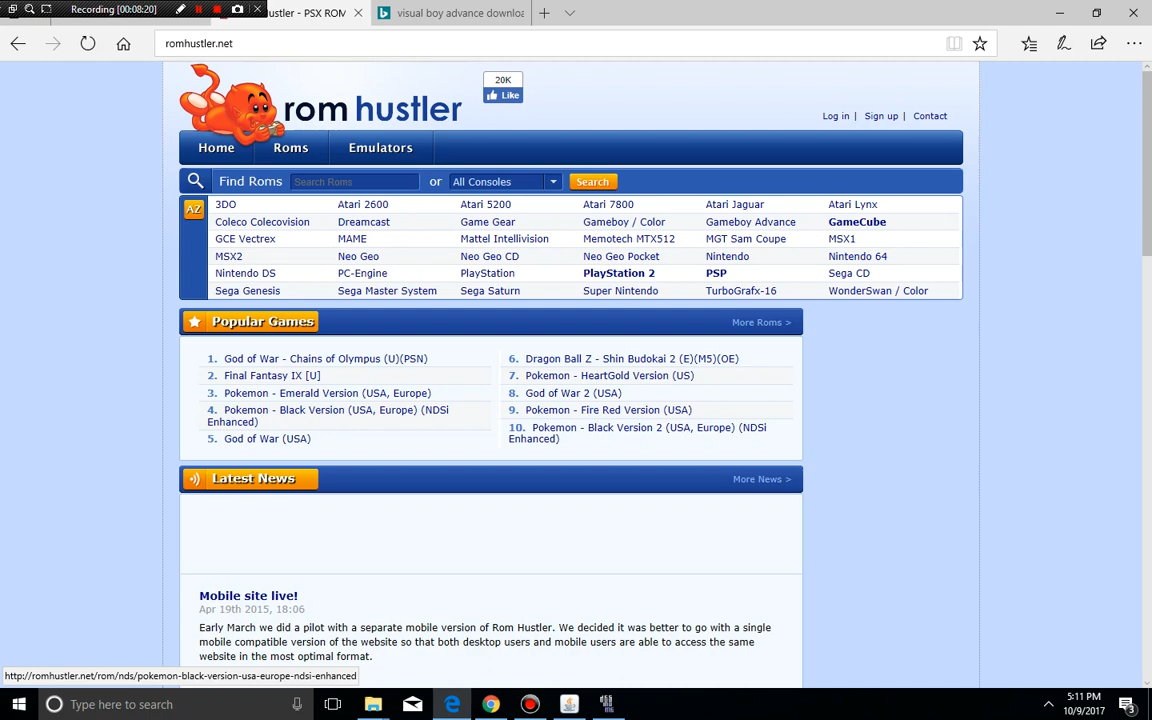 Recording [00:08:20]
Hustler - PSX ROM
visual boy advance downloa
romhustler.net
20K
Like
rom hustler
Log in | Sign up | Contact
Home Roms Emulators
Find Roms Search Roms or All Consoles Search
AZ
3DO Atari 2600 Atari 5200 Atari 7800 Atari Jaguar Atari Lynx
Coleco Colecovision Dreamcast Game Gear Gameboy / Color Gameboy Advance GameCube
GCE Vectrex MAME Mattel Intellivision Memotech MTX512 MGT Sam Coupe MSX1
MSX2 Neo Geo Neo Geo CD Neo Geo Pocket Nintendo Nintendo 64
Nintendo DS PC-Engine PlayStation PlayStation 2 PSP Sega CD
Sega Genesis Sega Master System Sega Saturn Super Nintendo TurboGrafx-16 WonderSwan / Color
Popular Games More Roms >
1. God of War - Chains of Olympus (U)(PSN)
2. Final Fantasy IX [U]
3. Pokemon - Emerald Version (USA, Europe)
4. Pokemon - Black Version (USA, Europe) (NDSi
Enhanced)
5. God of War (USA)
6. Dragon Ball Z - Shin Budokai 2 (E)(M5)(OE)
7. Pokemon - HeartGold Version (US)
8. God of War 2 (USA)
9. Pokemon - Fire Red Version (USA)
10. Pokemon - Black Version 2 (USA, Europe) (NDSi
Enhanced)
Latest News More News >
Mobile site live!
Apr 19th 2015, 18:06
Early March we did a pilot with a separate mobile version of Rom Hustler. We decided it was better to go with a single
mobile compatible version of the website so that both desktop users and mobile users are able to access the same
website in the most optimal format.
http://romhustler.net/rom/nds/pokemon-black-version-usa-europe-ndsi-enhanced
Type here to search
5:11 PM
10/9/2017
3